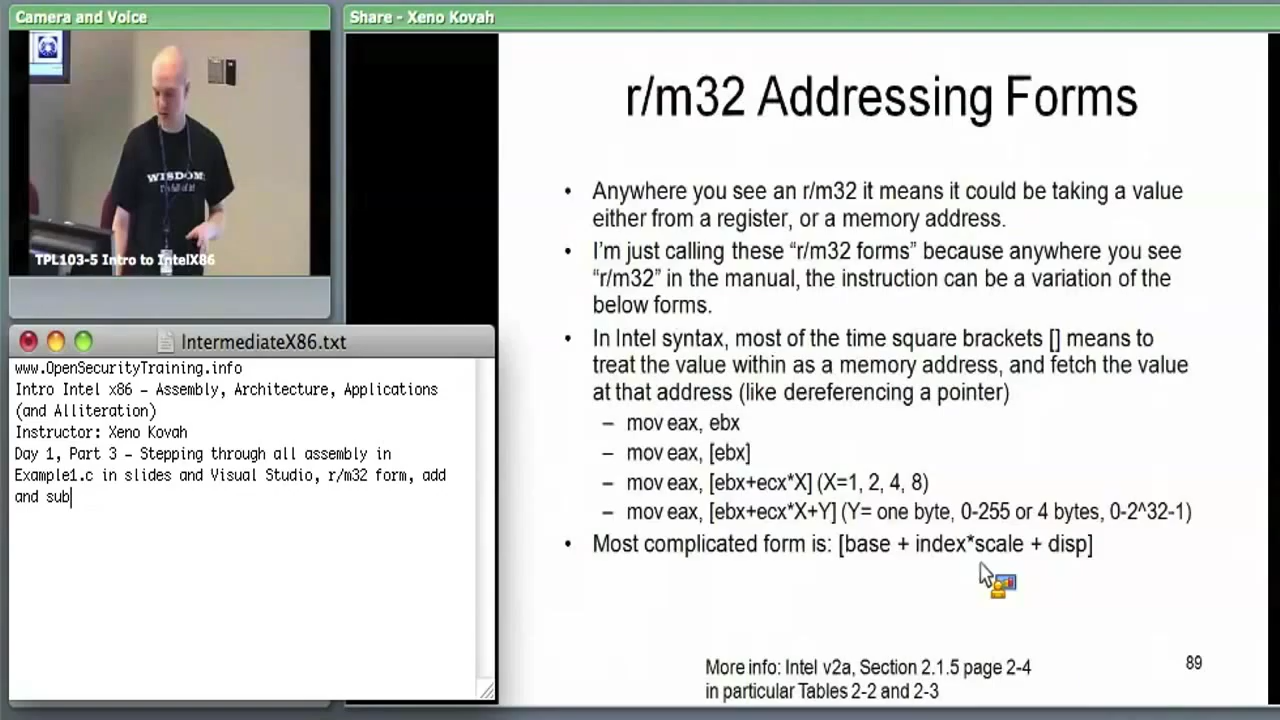 Camera and Voice
Share - Xeno Kovah
WISDOM:
TPL103-5 Intro to IntelX86
IntermediateX86.txt
www.OpenSecurityTraining.info
Intro Intel x86 – Assembly, Architecture, Applications
(and Alliteration)
Instructor: Xeno Kovah
Day 1, Part 3 – Stepping through all assembly in
Example1.c in slides and Visual Studio, r/m32 form, add
and sub
r/m32 Addressing Forms
• Anywhere you see an r/m32 it means it could be taking a value
either from a register, or a memory address.
• I'm just calling these “r/m32 forms” because anywhere you see
“r/m32” in the manual, the instruction can be a variation of the
below forms.
• In Intel syntax, most of the time square brackets [] means to
treat the value within as a memory address, and fetch the value
at that address (like dereferencing a pointer)
– mov eax, ebx
– mov eax, [ebx]
– mov eax, [ebx+ecx*X] (X=1, 2, 4, 8)
– mov eax, [ebx+ecx*X+Y] (Y= one byte, 0-255 or 4 bytes, 0-2^32-1)
• Most complicated form is: [base + index*scale + disp]
More info: Intel v2a, Section 2.1.5 page 2-4
in particular Tables 2-2 and 2-3
89